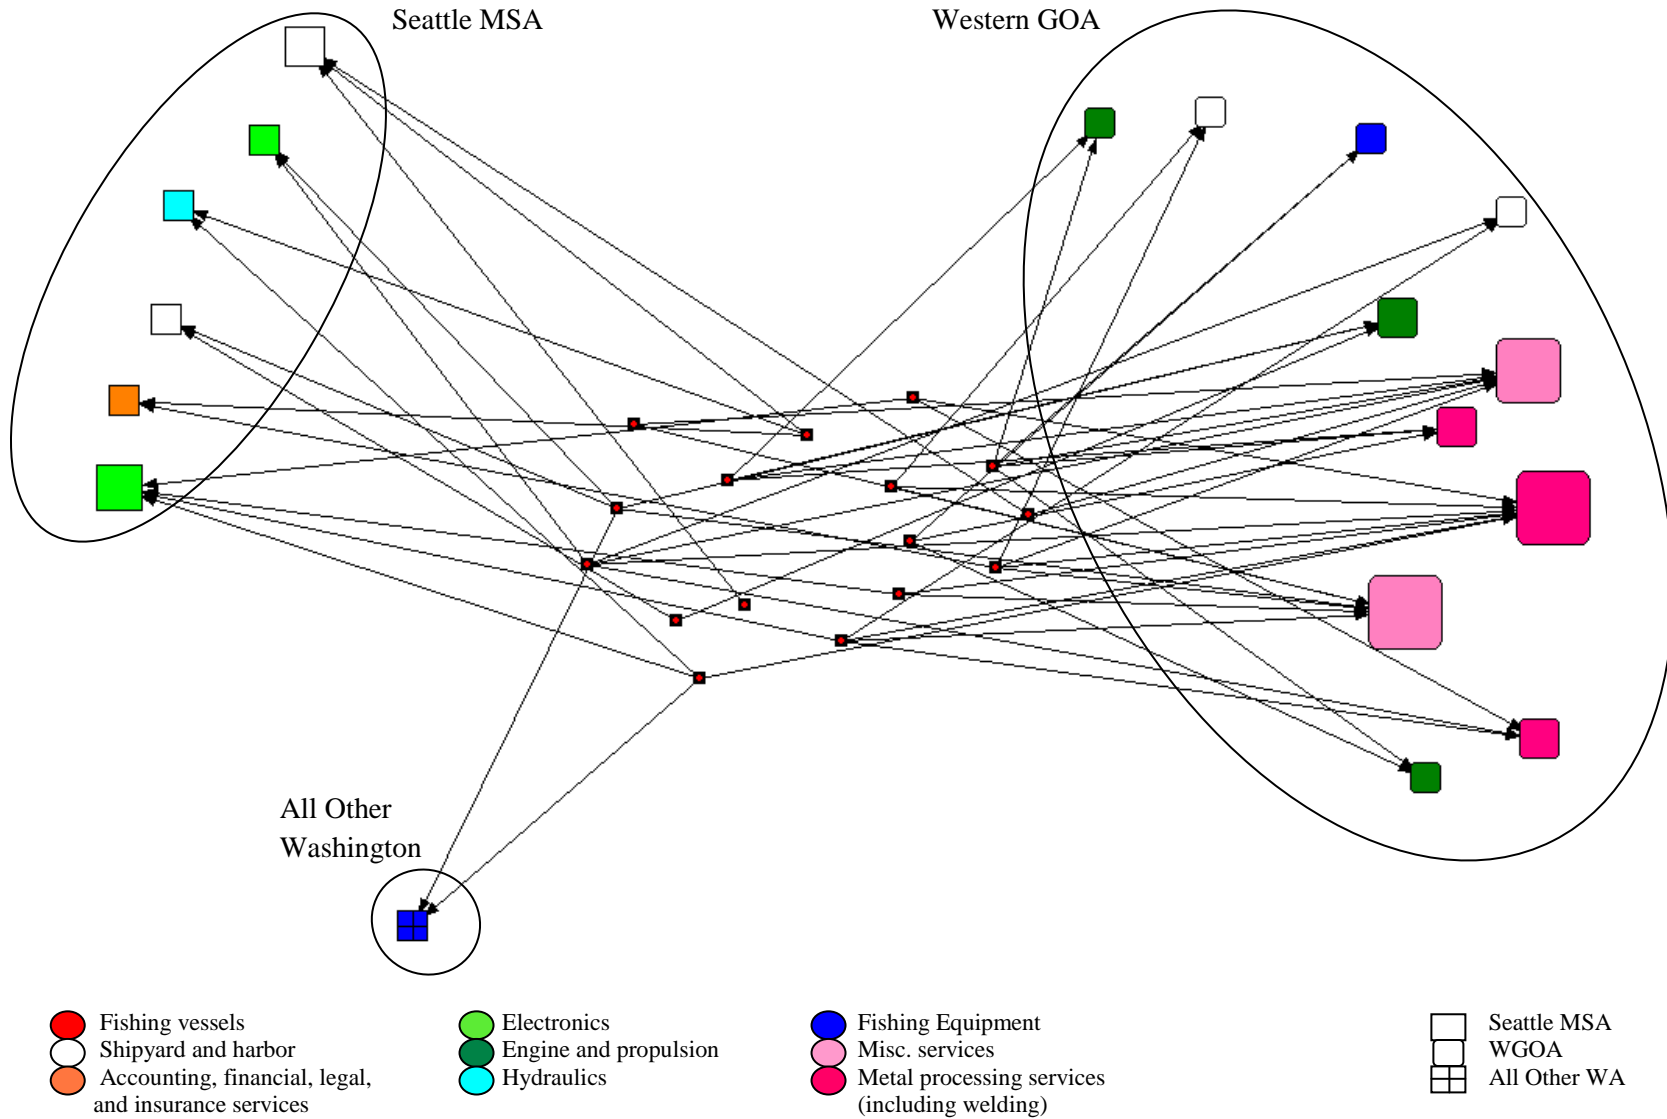 Seattle MSA
Western GOA
All Other
Washington
Fishing vessels
Shipyard and harbor
Accounting, financial, legal,
and insurance services
Electronics
Engine and propulsion
Hydraulics
Fishing Equipment
Misc. services
Metal processing services
(including welding)
Seattle MSA
WGOA
All Other WA